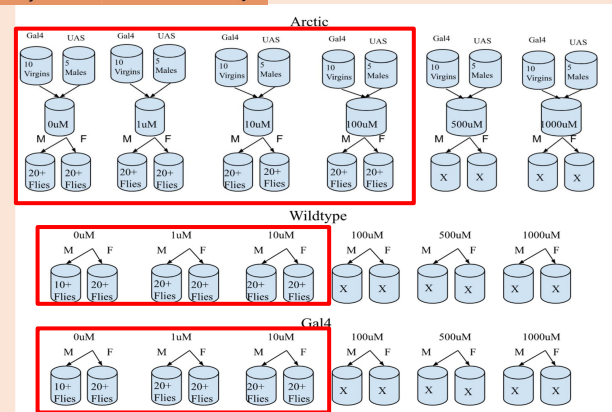 Arctic
Gal4 UAS Gal4 UAS Gal4 UAS Gal4 UAS Gal4 UAS Gal4 UAS
10 Virgins 5 Males 10 Virgins 5 Males 10 Virgins 5 Males 10 Virgins 5 Males 10 Virgins 5 Males 10 Virgins 5 Males
0uM 1uM 10uM 100uM 500uM 1000uM
M F M F M F M F M F M F
20+ Flies 20+ Flies 20+ Flies 20+ Flies 20+ Flies 20+ Flies 20+ Flies 20+ Flies X X X X
Wildtype
0uM 1uM 10uM 100uM 500uM 1000uM
M F M F M F M F M F M F
10+ Flies 20+ Flies 20+ Flies 20+ Flies 20+ Flies 20+ Flies X X X X X X
Gal4
0uM 1uM 10uM 100uM 500uM 1000uM
M F M F M F M F M F M F
10+ Flies 20+ Flies 20+ Flies 20+ Flies 20+ Flies 20+ Flies X X X X X X